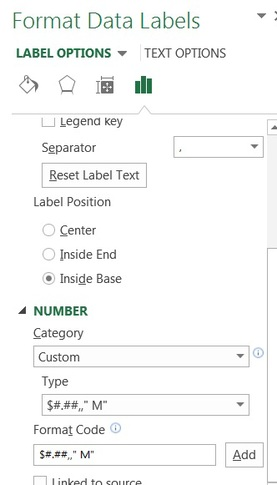 Format Data Labels
LABEL OPTIONS TEXT OPTIONS
Legend key
Separator ,
Reset Label Text
Label Position
Center
Inside End
Inside Base
NUMBER
Category
Custom
Type
$#.##,," M"
Format Code
$#.##,," M" Add
Linked to source